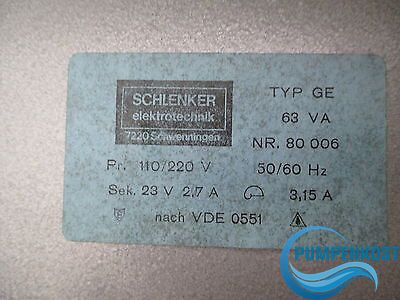 SCHLENKER
elektrotechnik
7220 Schwenningen
TYP GE
63 VA
NR. 80 006
Pr. 110/220 V
50/60 Hz
Sek. 23 V 2,7 A
3,15 A
nach VDE 0551
PUMPENKOST